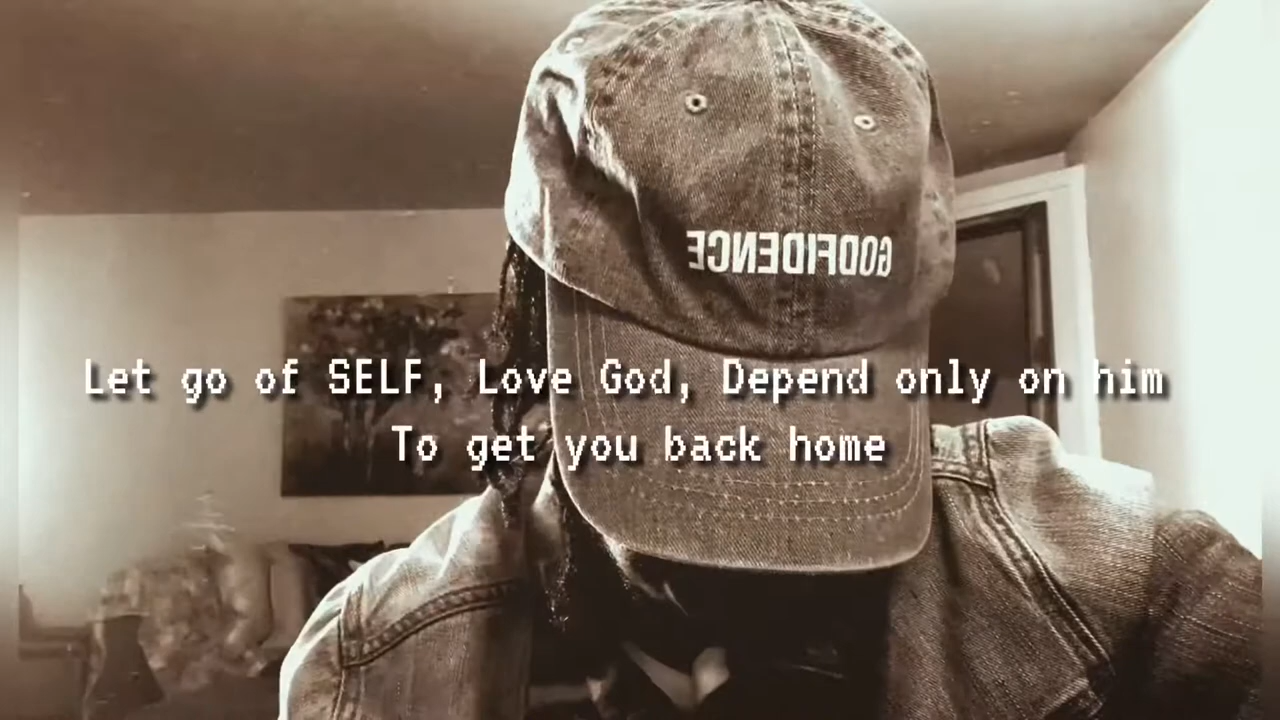 GODFIDENCE
Let go of SELF, Love God, Depend only on him
To get you back home